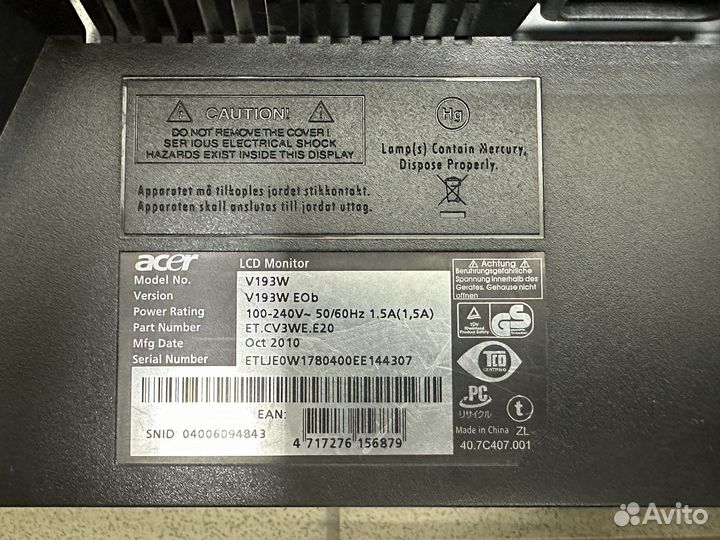 CAUTION!
DO NOT REMOVE THE COVER !
SERIOUS ELECTRICAL SHOCK
HAZARDS EXIST INSIDE THIS DISPLAY
Apparatet må tilkoples jordet stikkontakt.
Apparaten skall anslutas till jordat uttag.
Hg
Lamp(s) Contain Mercury,
Dispose Properly.
acer LCD Monitor
Model No. V193W
Version V193W EOb
Power Rating 100-240V~ 50/60Hz 1.5A(1,5A)
Part Number ET.CV3WE.E20
Mfg Date Oct 2010
Serial Number ETLJE0W1780400EE144307
EAN:
SNID 04006094843
4 717276 156879
Achtung
Berührungsgefährliche
Spannung innerhalb des
Gerätes. Gehäuse nicht
öffnen!
TÜV
Rheinland
GS
TCO
CERTIFIED
PC
リサイクル
t
Made in China ZL
40.7C407.001
Avito